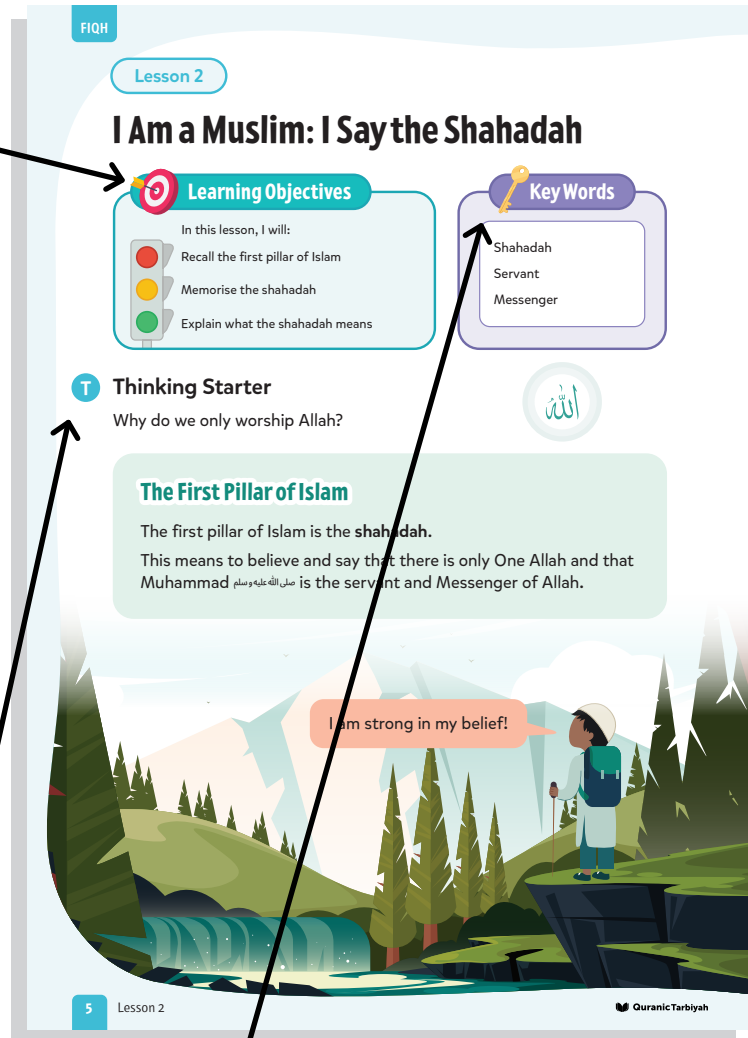 FIQH
Lesson 2
I Am a Muslim: I Say the Shahadah
Learning Objectives
In this lesson, I will:
Recall the first pillar of Islam
Memorise the shahadah
Explain what the shahadah means
Key Words
Shahadah
Servant
Messenger
T Thinking Starter
Why do we only worship Allah?
الله
The First Pillar of Islam
The first pillar of Islam is the shahadah.
This means to believe and say that there is only One Allah and that
Muhammad صلى الله عليه وسلم is the servant and Messenger of Allah.
I am strong in my belief!
5 Lesson 2
QuranicTarbiyah